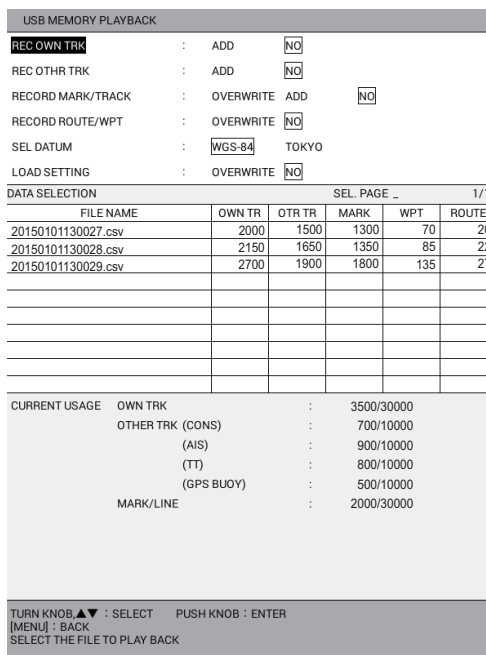 USB MEMORY PLAYBACK
REC OWN TRK : ADD NO
REC OTHR TRK : ADD NO
RECORD MARK/TRACK : OVERWRITE ADD NO
RECORD ROUTE/WPT : OVERWRITE NO
SEL DATUM : WGS-84 TOKYO
LOAD SETTING : OVERWRITE NO
DATA SELECTION SEL. PAGE _ 1/
FILE NAME OWN TR OTR TR MARK WPT ROUTE
20150101130027.csv 2000 1500 1300 70
20150101130028.csv 2150 1650 1350 85
20150101130029.csv 2700 1900 1800 135
CURRENT USAGE OWN TRK : 3500/30000
OTHER TRK (CONS) : 700/10000
(AIS) : 900/10000
(TT) : 800/10000
(GPS BUOY) : 500/10000
MARK/LINE : 2000/30000
TURN KNOB,▲▼ : SELECT PUSH KNOB : ENTER
[MENU] : BACK
SELECT THE FILE TO PLAY BACK